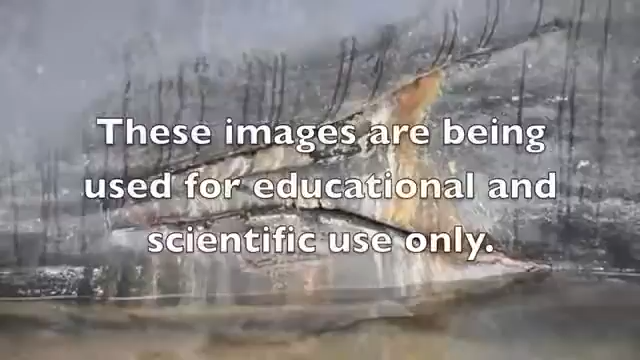 These images are being
used for educational and
scientific use only.